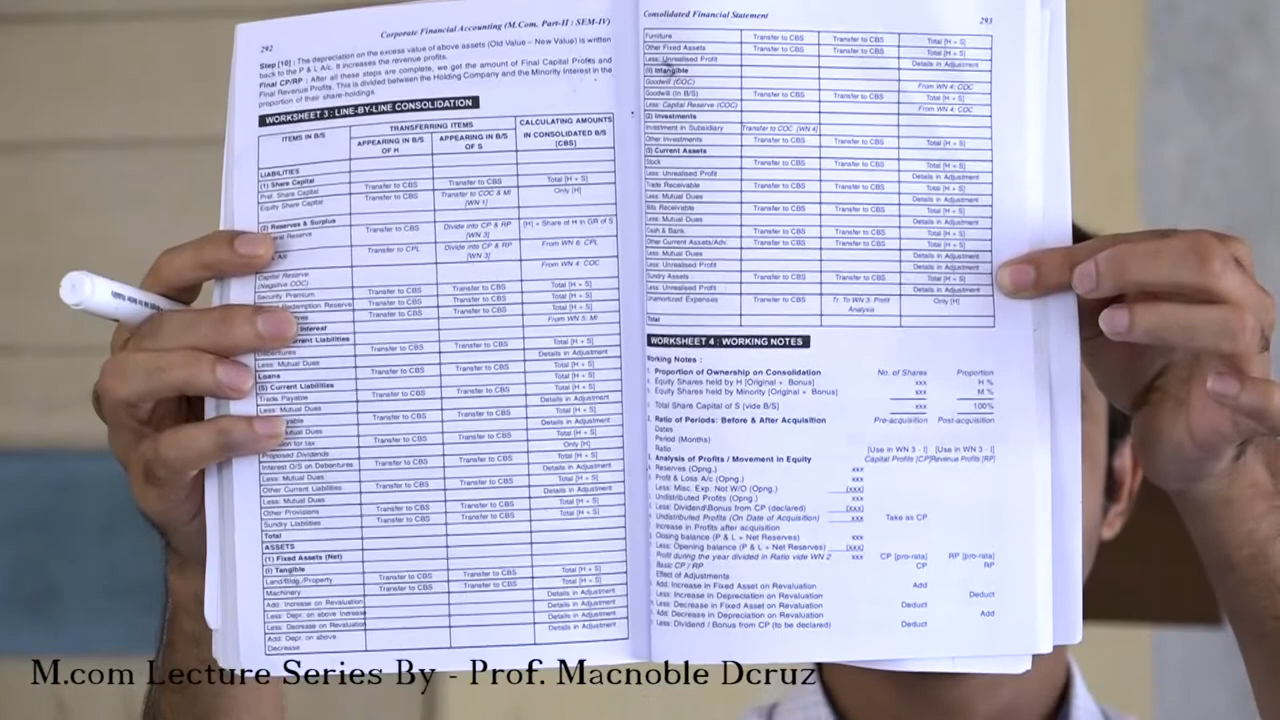 292
Corporate Financial Accounting (M.Com. Part-II : SEM-IV)
Step [10] : The depreciation on the excess value of above assets (Old Value – New Value) is written
back to the P & L A/c. It increases the revenue profits.
Final CP/RP : After all these steps are complete, we get the amount of Final Capital Profits and
Final Revenue Profits. This is divided between the Holding Company and the Minority Interest in the
proportion of their share-holdings.
WORKSHEET 3 : LINE-BY-LINE CONSOLIDATION
ITEMS IN B/S
TRANSFERRING ITEMS
CALCULATING AMOUNTS IN CONSOLIDATED B/S [CBS]
APPEARING IN B/S OF H
APPEARING IN B/S OF S
LIABILITIES
(1) Share Capital
Pref. Share Capital Transfer to CBS Transfer to CBS Total [H + S]
Equity Share Capital Transfer to CBS Transfer to COC & MI [WN 1] Only [H]
(2) Reserves & Surplus
Reserve Transfer to CBS Divide into CP & RP [WN 3] [H] + Share of H in GR of S
Transfer to CPL Divide into CP & RP [WN 3] From WN 6: CPL
Capital Reserve (Negative COC) From WN 4: COC
Security Premium Transfer to CBS Transfer to CBS Total [H + S]
Redemption Reserve Transfer to CBS Transfer to CBS Total [H + S]
Transfer to CBS Transfer to CBS Total [H + S]
Interest From WN 5: MI
Liabilities
Debentures Transfer to CBS Transfer to CBS Total [H + S]
Less: Mutual Dues Details in Adjustment
Loans Transfer to CBS Transfer to CBS Total [H + S]
(5) Current Liabilities
Trade Payable Transfer to CBS Transfer to CBS Total [H + S]
Less: Mutual Dues Details in Adjustment
Transfer to CBS Transfer to CBS Total [H + S]
Mutual Dues Details in Adjustment
for tax Transfer to CBS Transfer to CBS Total [H + S]
Proposed Dividends Only [H]
Interest O/S on Debentures Transfer to CBS Transfer to CBS Total [H + S]
Less: Mutual Dues Details in Adjustment
Other Current Liabilities Transfer to CBS Transfer to CBS Total [H + S]
Less: Mutual Dues Details in Adjustment
Other Provisions Transfer to CBS Transfer to CBS Total [H + S]
Sundry Liabilities Transfer to CBS Transfer to CBS Total [H + S]
Total
ASSETS
(1) Fixed Assets (Net)
(i) Tangible
Land/Bldg./Property Transfer to CBS Transfer to CBS Total [H + S]
Machinery Transfer to CBS Transfer to CBS Total [H + S]
Add: Increase on Revaluation Details in Adjustment
Less: Depr. on above Increase Details in Adjustment
Less: Decrease on Revaluation Details in Adjustment
Add: Depr. on above Decrease Details in Adjustment
Consolidated Financial Statement
293
Furniture Transfer to CBS Transfer to CBS Total [H + S]
Other Fixed Assets Transfer to CBS Transfer to CBS Total [H + S]
Less: Unrealised Profit Details in Adjustment
(ii) Intangible
Goodwill (COC) From WN 4: COC
Goodwill (in B/S) Transfer to CBS Transfer to CBS Total [H + S]
Less: Capital Reserve (COC) From WN 4: COC
(2) Investments
Investment in Subsidiary Transfer to COC [WN 4]
Other Investments Transfer to CBS Transfer to CBS Total [H + S]
(3) Current Assets
Stock Transfer to CBS Transfer to CBS Total [H + S]
Less: Unrealised Profit Details in Adjustment
Trade Receivable Transfer to CBS Transfer to CBS Total [H + S]
Less: Mutual Dues Details in Adjustment
Bills Receivable Transfer to CBS Transfer to CBS Total [H + S]
Less: Mutual Dues Details in Adjustment
Cash & Bank Transfer to CBS Transfer to CBS Total [H + S]
Other Current Assets/Adv. Transfer to CBS Transfer to CBS Total [H + S]
Less: Mutual Dues Details in Adjustment
Less: Unrealised Profit Details in Adjustment
Sundry Assets Transfer to CBS Transfer to CBS Total [H + S]
Less: Unrealised Profit Details in Adjustment
Unamortized Expenses Transfer to CBS Tr. To WN 3: Profit Analysis Only [H]
Total
WORKSHEET 4 : WORKING NOTES
Working Notes :
Proportion of Ownership on Consolidation No. of Shares Proportion
Equity Shares held by H [Original + Bonus] xxx H %
Equity Shares held by Minority [Original + Bonus] xxx M %
Total Share Capital of S [vide B/S] xxx 100%
Ratio of Periods: Before & After Acquisition Pre-acquisition Post-acquisition
Dates
Period (Months)
Ratio [Use in WN 3 - I] [Use in WN 3 - I]
Analysis of Profits / Movement in Equity Capital Profits [CP] Revenue Profits [RP]
Reserves (Opng.) xxx
Profit & Loss A/c (Opng.) xxx
Less: Misc. Exp. Not W/O (Opng.) (xxx)
Undistributed Profits (Opng.) xxx
Less: Dividend/Bonus from CP (declared) (xxx)
Undistributed Profits (On Date of Acquisition) xxx Take as CP
Increase in Profits after acquisition
Closing balance (P & L + Net Reserves) xxx
Less: Opening balance (P & L + Net Reserves) (xxx)
Profit during the year divided in Ratio vide WN 2 xxx CP [pro-rata] RP [pro-rata]
Basic CP / RP CP RP
Effect of Adjustments
Add: Increase in Fixed Asset on Revaluation Add
Less: Increase in Depreciation on Revaluation Deduct
Less: Decrease in Fixed Asset on Revaluation Deduct
Add: Decrease in Depreciation on Revaluation Add
Less: Dividend / Bonus from CP (to be declared) Deduct
M.com Lecture Series By - Prof. Macnoble Dcruz